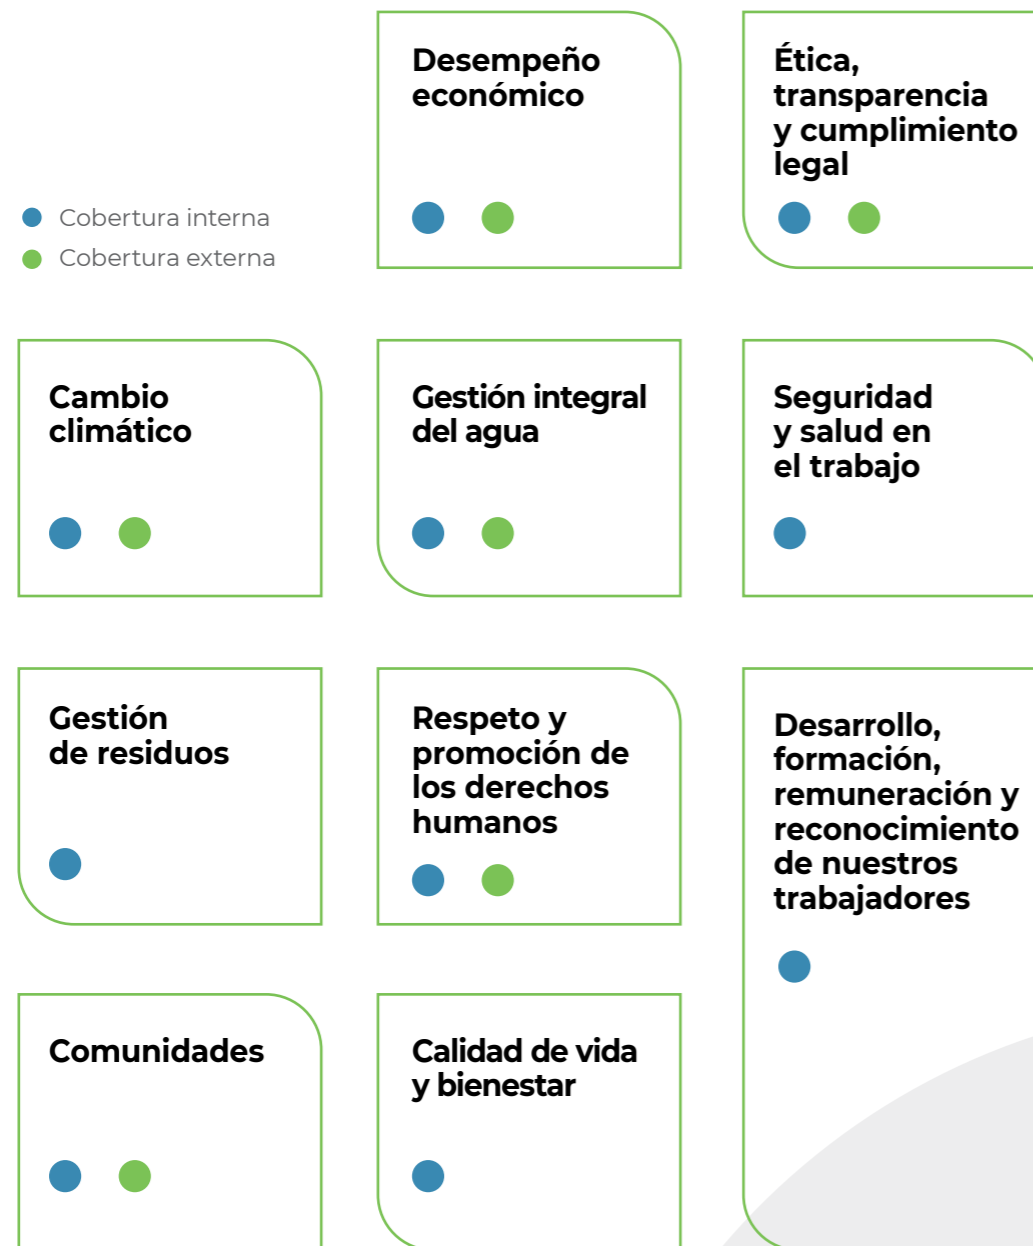 Desempeño
económico
Ética,
transparencia
y cumplimiento
legal
Cobertura interna
Cobertura externa
Cambio
climático
Gestión integral
del agua
Seguridad
y salud en
el trabajo
Gestión
de residuos
Respeto y
promoción de
los derechos
humanos
Desarrollo,
formación,
remuneración y
reconocimiento
de nuestros
trabajadores
Comunidades
Calidad de vida
y bienestar